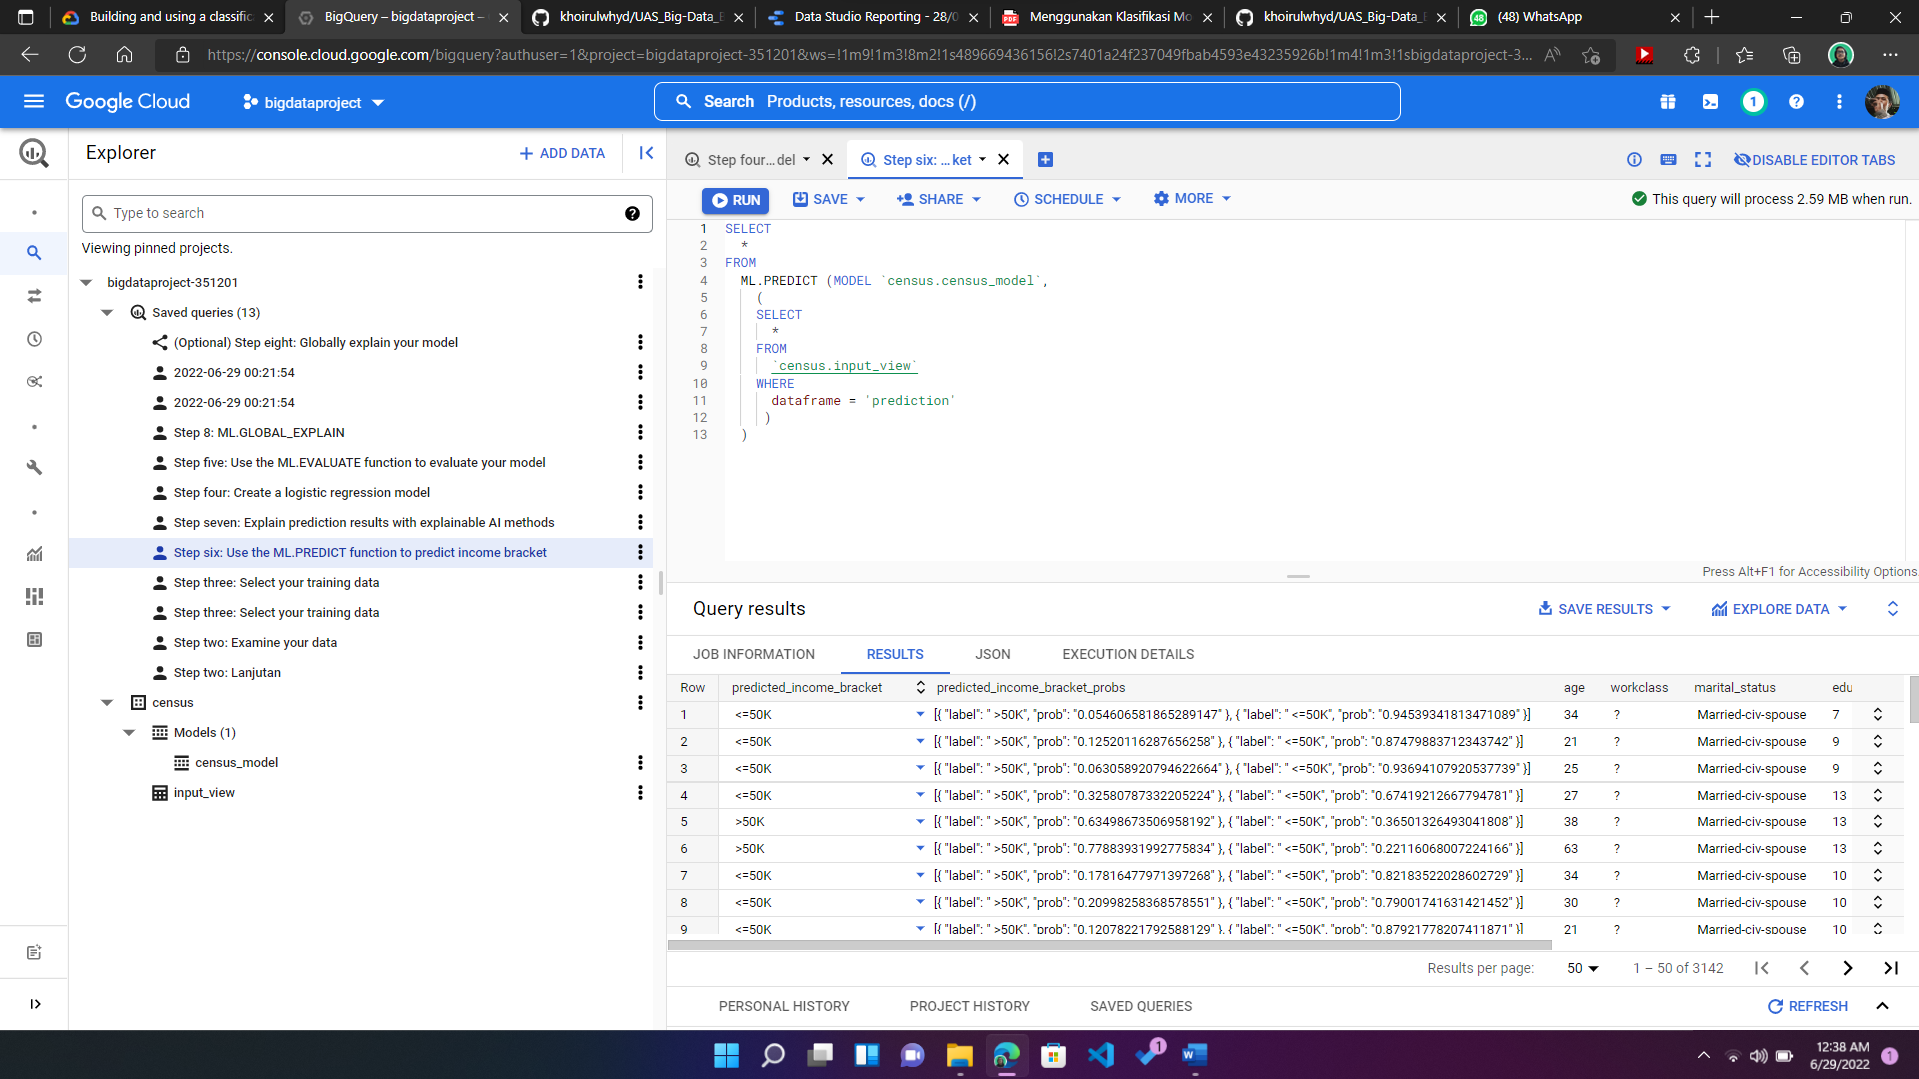 Building and using a classific
BigQuery – bigdataproject –
khoirulwhyd/UAS_Big-Data_E
Data Studio Reporting - 28/0
Menggunakan Klasifikasi Mo
khoirulwhyd/UAS_Big-Data_E
(48) WhatsApp
https://console.cloud.google.com/bigquery?authuser=1&project=bigdataproject-351201&ws=!1m9!1m3!8m2!1s489669436156!2s7401a24f237049fbab4593e43235926b!1m4!1m3!1sbigdataproject-3...
Google Cloud
bigdataproject
Search Products, resources, docs (/)
1
Explorer
ADD DATA
Type to search
Viewing pinned projects.
bigdataproject-351201
Saved queries (13)
(Optional) Step eight: Globally explain your model
2022-06-29 00:21:54
2022-06-29 00:21:54
Step 8: ML.GLOBAL_EXPLAIN
Step five: Use the ML.EVALUATE function to evaluate your model
Step four: Create a logistic regression model
Step seven: Explain prediction results with explainable AI methods
Step six: Use the ML.PREDICT function to predict income bracket
Step three: Select your training data
Step three: Select your training data
Step two: Examine your data
Step two: Lanjutan
census
Models (1)
census_model
input_view
Step four...del
Step six: ...ket
DISABLE EDITOR TABS
RUN
SAVE
SHARE
SCHEDULE
MORE
This query will process 2.59 MB when run.
1 SELECT
2 *
3 FROM
4 ML.PREDICT (MODEL `census.census_model`,
5 (
6 SELECT
7 *
8 FROM
9 `census.input_view`
10 WHERE
11 dataframe = 'prediction'
12 )
13 )
Press Alt+F1 for Accessibility Options
Query results
SAVE RESULTS
EXPLORE DATA
JOB INFORMATION
RESULTS
JSON
EXECUTION DETAILS
Row predicted_income_bracket predicted_income_bracket_probs age workclass marital_status edu
1 <=50K [{ "label": " >50K", "prob": "0.054606581865289147" }, { "label": " <=50K", "prob": "0.94539341813471089" }] 34 ? Married-civ-spouse 7
2 <=50K [{ "label": " >50K", "prob": "0.12520116287656258" }, { "label": " <=50K", "prob": "0.87479883712343742" }] 21 ? Married-civ-spouse 9
3 <=50K [{ "label": " >50K", "prob": "0.063058920794622664" }, { "label": " <=50K", "prob": "0.93694107920537739" }] 25 ? Married-civ-spouse 9
4 <=50K [{ "label": " >50K", "prob": "0.32580787332205224" }, { "label": " <=50K", "prob": "0.67419212667794781" }] 27 ? Married-civ-spouse 13
5 >50K [{ "label": " >50K", "prob": "0.63498673506958192" }, { "label": " <=50K", "prob": "0.36501326493041808" }] 38 ? Married-civ-spouse 13
6 >50K [{ "label": " >50K", "prob": "0.77883931992775834" }, { "label": " <=50K", "prob": "0.22116068007224166" }] 63 ? Married-civ-spouse 13
7 <=50K [{ "label": " >50K", "prob": "0.17816477971397268" }, { "label": " <=50K", "prob": "0.82183522028602729" }] 34 ? Married-civ-spouse 10
8 <=50K [{ "label": " >50K", "prob": "0.20998258368578551" }, { "label": " <=50K", "prob": "0.79001741631421452" }] 30 ? Married-civ-spouse 10
9 <=50K [{ "label": " >50K", "prob": "0.12078221792588129" }, { "label": " <=50K", "prob": "0.87921778207411871" }] 21 ? Married-civ-spouse 10
Results per page: 50 1 – 50 of 3142
PERSONAL HISTORY
PROJECT HISTORY
SAVED QUERIES
REFRESH
1
12:38 AM
6/29/2022
1